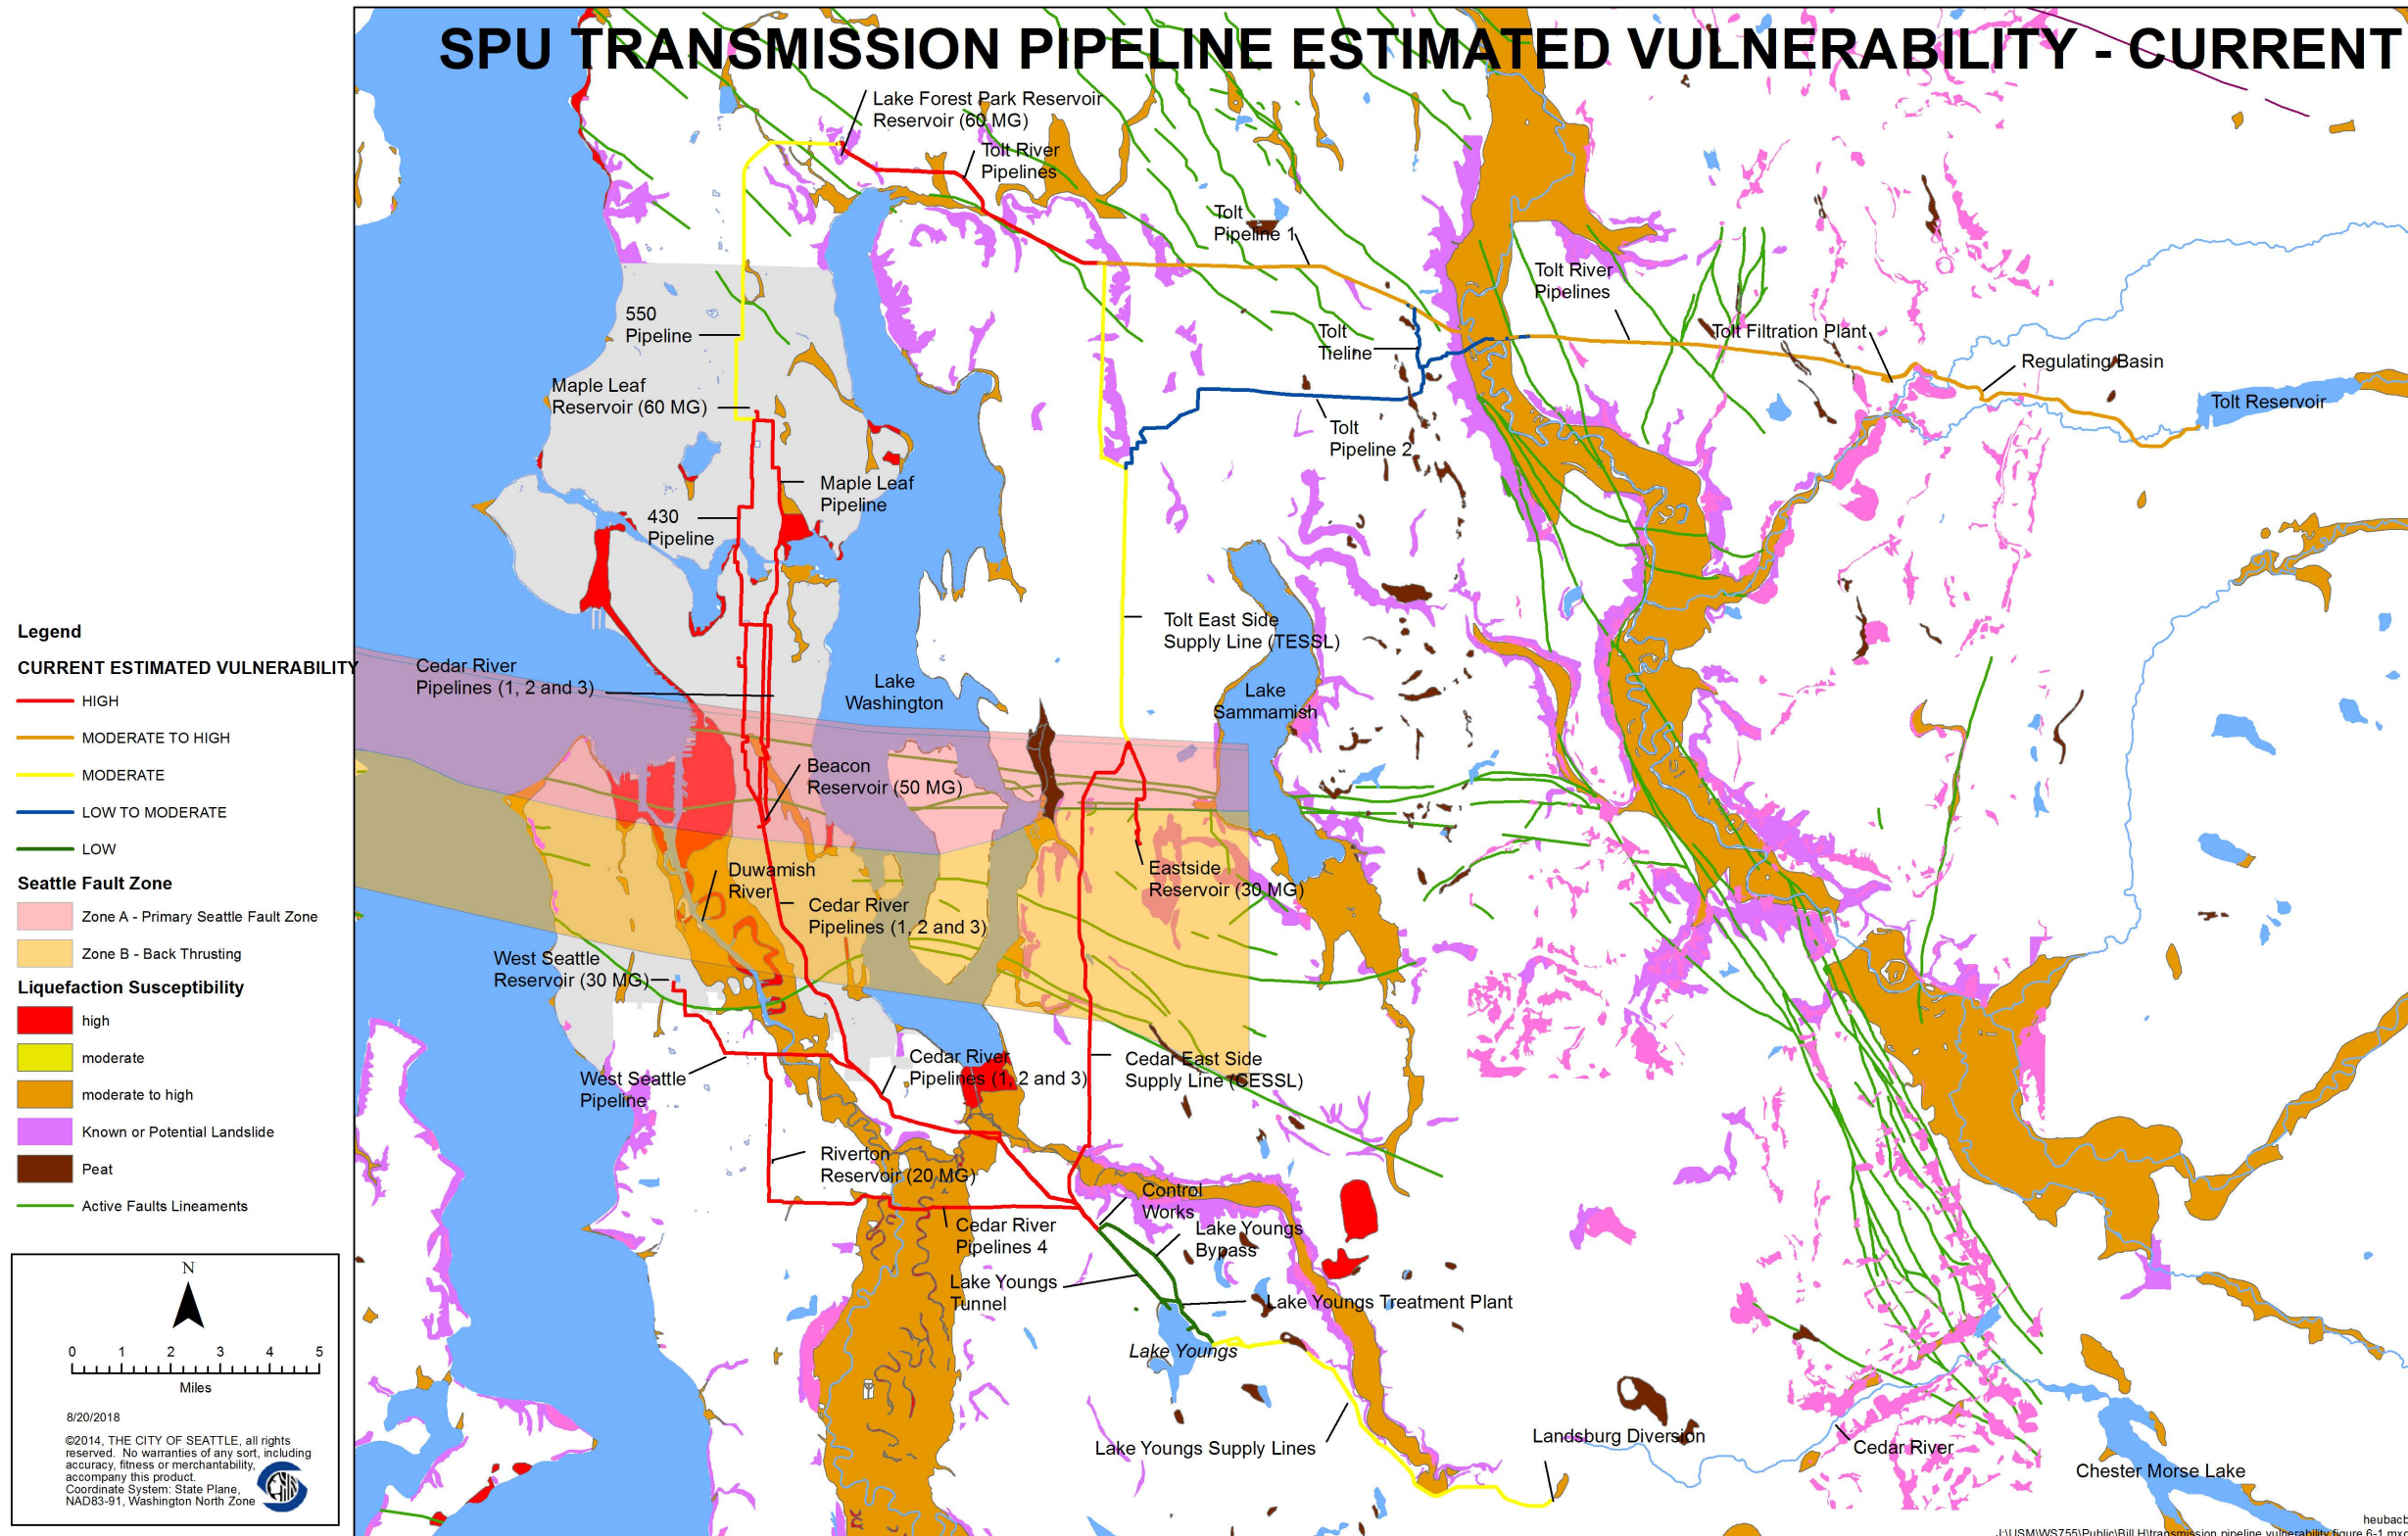 SPU TRANSMISSION PIPELINE ESTIMATED VULNERABILITY - CURRENT
Lake Forest Park Reservoir
Reservoir (60 MG)
Tolt River
Pipelines
Tolt
Pipeline 1
Tolt River
Pipelines
550
Pipeline
Tolt
Tieline
Tolt Filtration Plant
Regulating Basin
Maple Leaf
Reservoir (60 MG)
Tolt Reservoir
Tolt
Pipeline 2
Maple Leaf
Pipeline
430
Pipeline
Tolt East Side
Supply Line (TESSL)
Cedar River
Pipelines (1, 2 and 3)
Lake
Washington
Lake
Sammamish
Beacon
Reservoir (50 MG)
Duwamish
River
Eastside
Reservoir (30 MG)
Cedar River
Pipelines (1, 2 and 3)
West Seattle
Reservoir (30 MG)
Cedar River
Pipelines (1, 2 and 3)
Cedar East Side
Supply Line (CESSL)
West Seattle
Pipeline
Riverton
Reservoir (20 MG)
Control
Works
Cedar River
Pipelines 4
Lake Youngs
Bypass
Lake Youngs
Tunnel
Lake Youngs Treatment Plant
Lake Youngs
Lake Youngs Supply Lines
Landsburg Diversion
Cedar River
Chester Morse Lake
Legend
CURRENT ESTIMATED VULNERABILITY
HIGH
MODERATE TO HIGH
MODERATE
LOW TO MODERATE
LOW
Seattle Fault Zone
Zone A - Primary Seattle Fault Zone
Zone B - Back Thrusting
Liquefaction Susceptibility
high
moderate
moderate to high
Known or Potential Landslide
Peat
Active Faults Lineaments
N
0 1 2 3 4 5
Miles
8/20/2018
©2014, THE CITY OF SEATTLE, all rights
reserved. No warranties of any sort, including
accuracy, fitness or merchantability,
accompany this product.
Coordinate System: State Plane,
NAD83-91, Washington North Zone